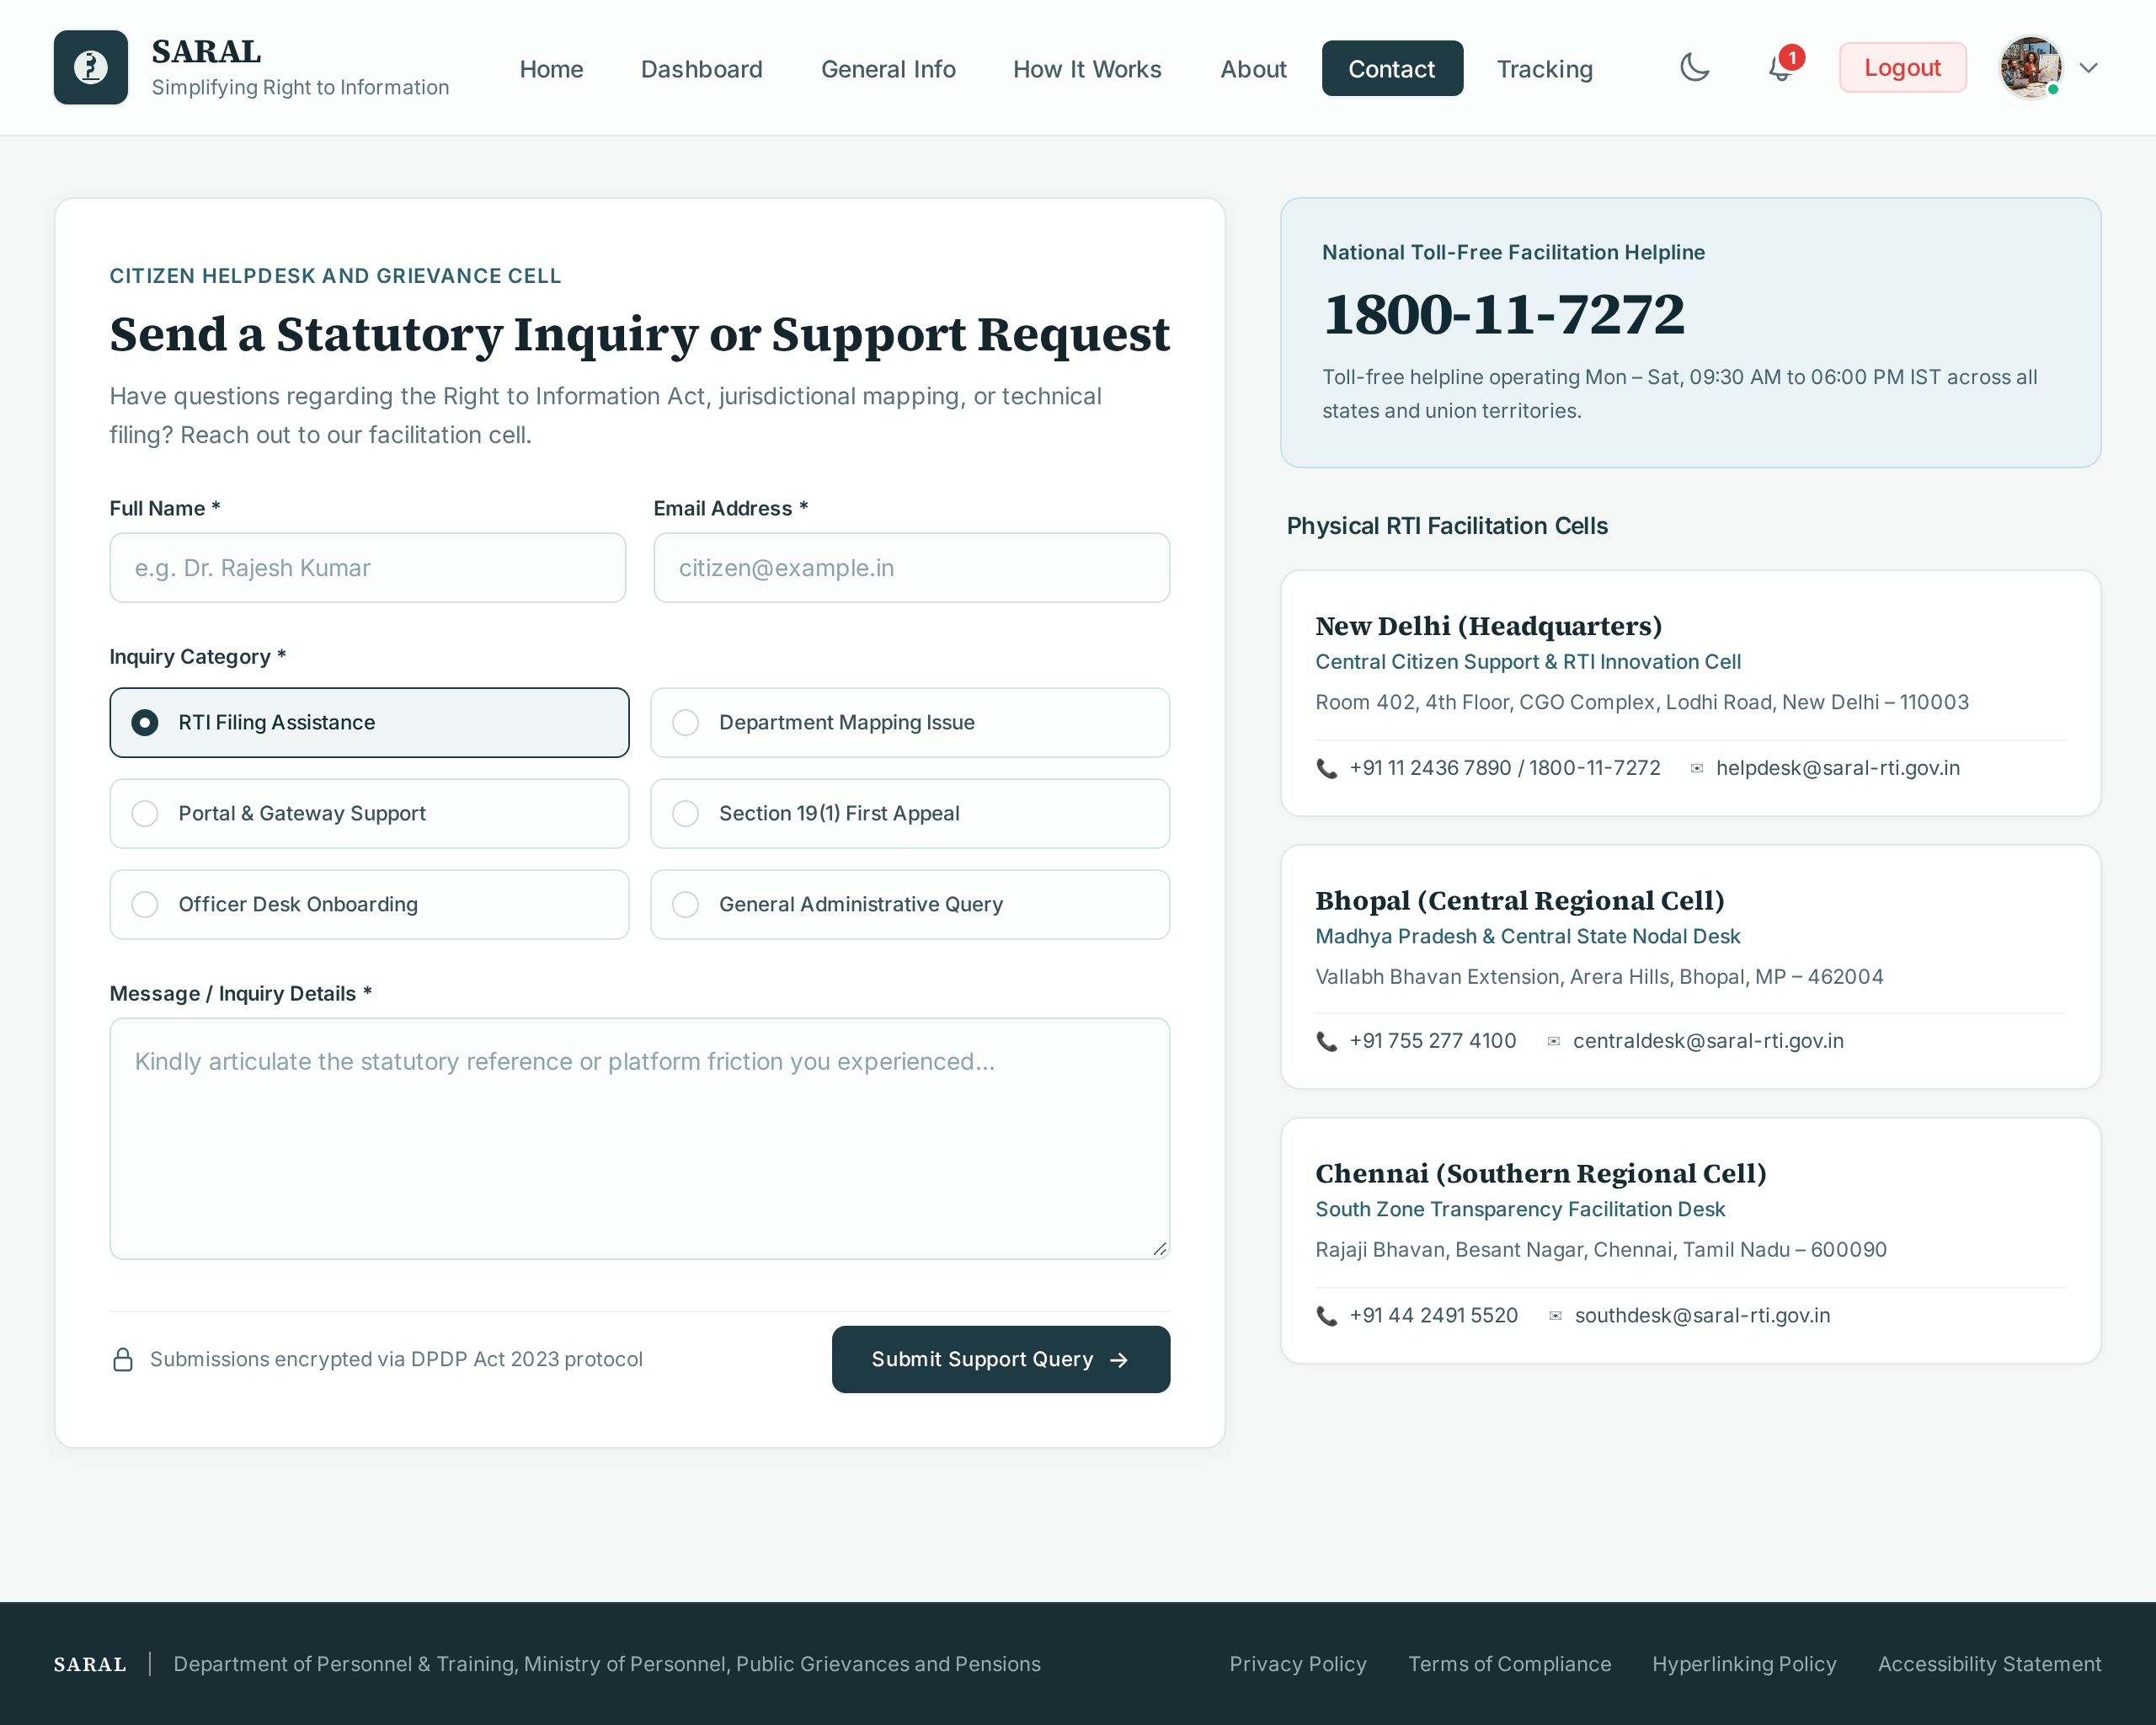 SARAL
Simplifying Right to Information
Home
Dashboard
General Info
How It Works
About
Contact
Tracking
1
Logout
CITIZEN HELPDESK AND GRIEVANCE CELL
Send a Statutory Inquiry or Support Request
Have questions regarding the Right to Information Act, jurisdictional mapping, or technical
filing? Reach out to our facilitation cell.
Full Name *
Email Address *
e.g. Dr. Rajesh Kumar
citizen@example.in
Inquiry Category *
RTI Filing Assistance
Department Mapping Issue
Portal & Gateway Support
Section 19(1) First Appeal
Officer Desk Onboarding
General Administrative Query
Message / Inquiry Details *
Kindly articulate the statutory reference or platform friction you experienced...
Submissions encrypted via DPDP Act 2023 protocol
Submit Support Query →
National Toll-Free Facilitation Helpline
1800-11-7272
Toll-free helpline operating Mon – Sat, 09:30 AM to 06:00 PM IST across all
states and union territories.
Physical RTI Facilitation Cells
New Delhi (Headquarters)
Central Citizen Support & RTI Innovation Cell
Room 402, 4th Floor, CGO Complex, Lodhi Road, New Delhi – 110003
+91 11 2436 7890 / 1800-11-7272
helpdesk@saral-rti.gov.in
Bhopal (Central Regional Cell)
Madhya Pradesh & Central State Nodal Desk
Vallabh Bhavan Extension, Arera Hills, Bhopal, MP – 462004
+91 755 277 4100
centraldesk@saral-rti.gov.in
Chennai (Southern Regional Cell)
South Zone Transparency Facilitation Desk
Rajaji Bhavan, Besant Nagar, Chennai, Tamil Nadu – 600090
+91 44 2491 5520
southdesk@saral-rti.gov.in
SARAL
Department of Personnel & Training, Ministry of Personnel, Public Grievances and Pensions
Privacy Policy
Terms of Compliance
Hyperlinking Policy
Accessibility Statement